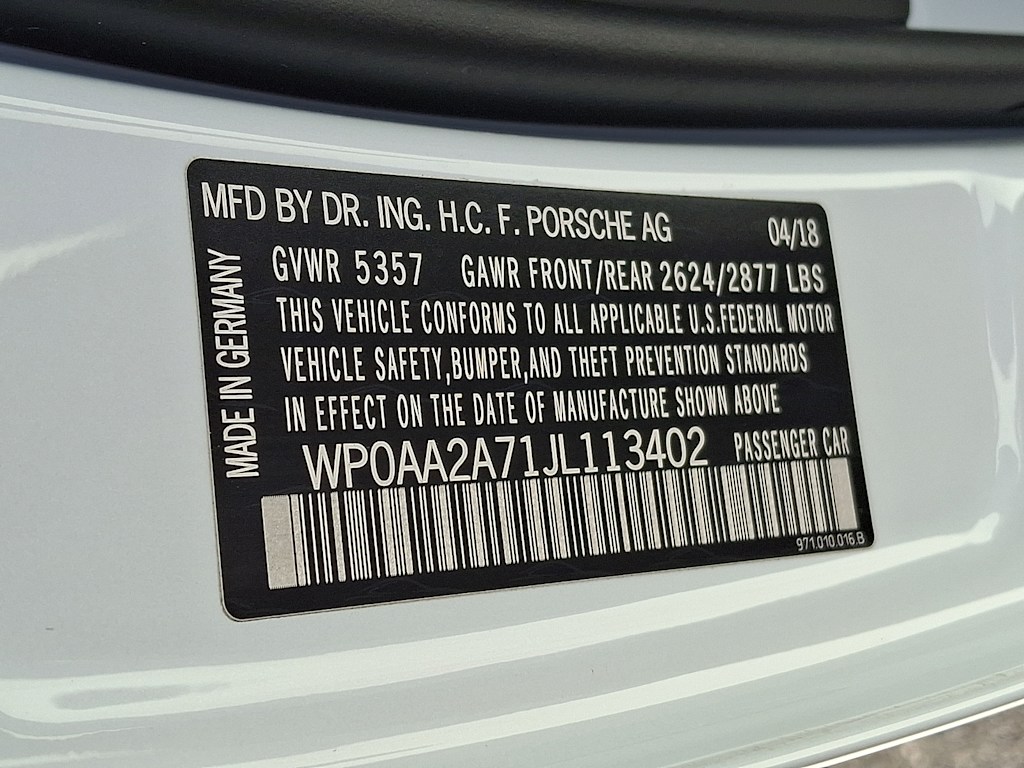 MFD BY DR. ING. H.C. F. PORSCHE AG 04/18
GVWR 5357 GAWR FRONT/REAR 2624/2877 LBS
THIS VEHICLE CONFORMS TO ALL APPLICABLE U.S.FEDERAL MOTOR
VEHICLE SAFETY,BUMPER,AND THEFT PREVENTION STANDARDS
IN EFFECT ON THE DATE OF MANUFACTURE SHOWN ABOVE
WP0AA2A71JL113402 PASSENGER CAR
971.010.016.B
MADE IN GERMANY